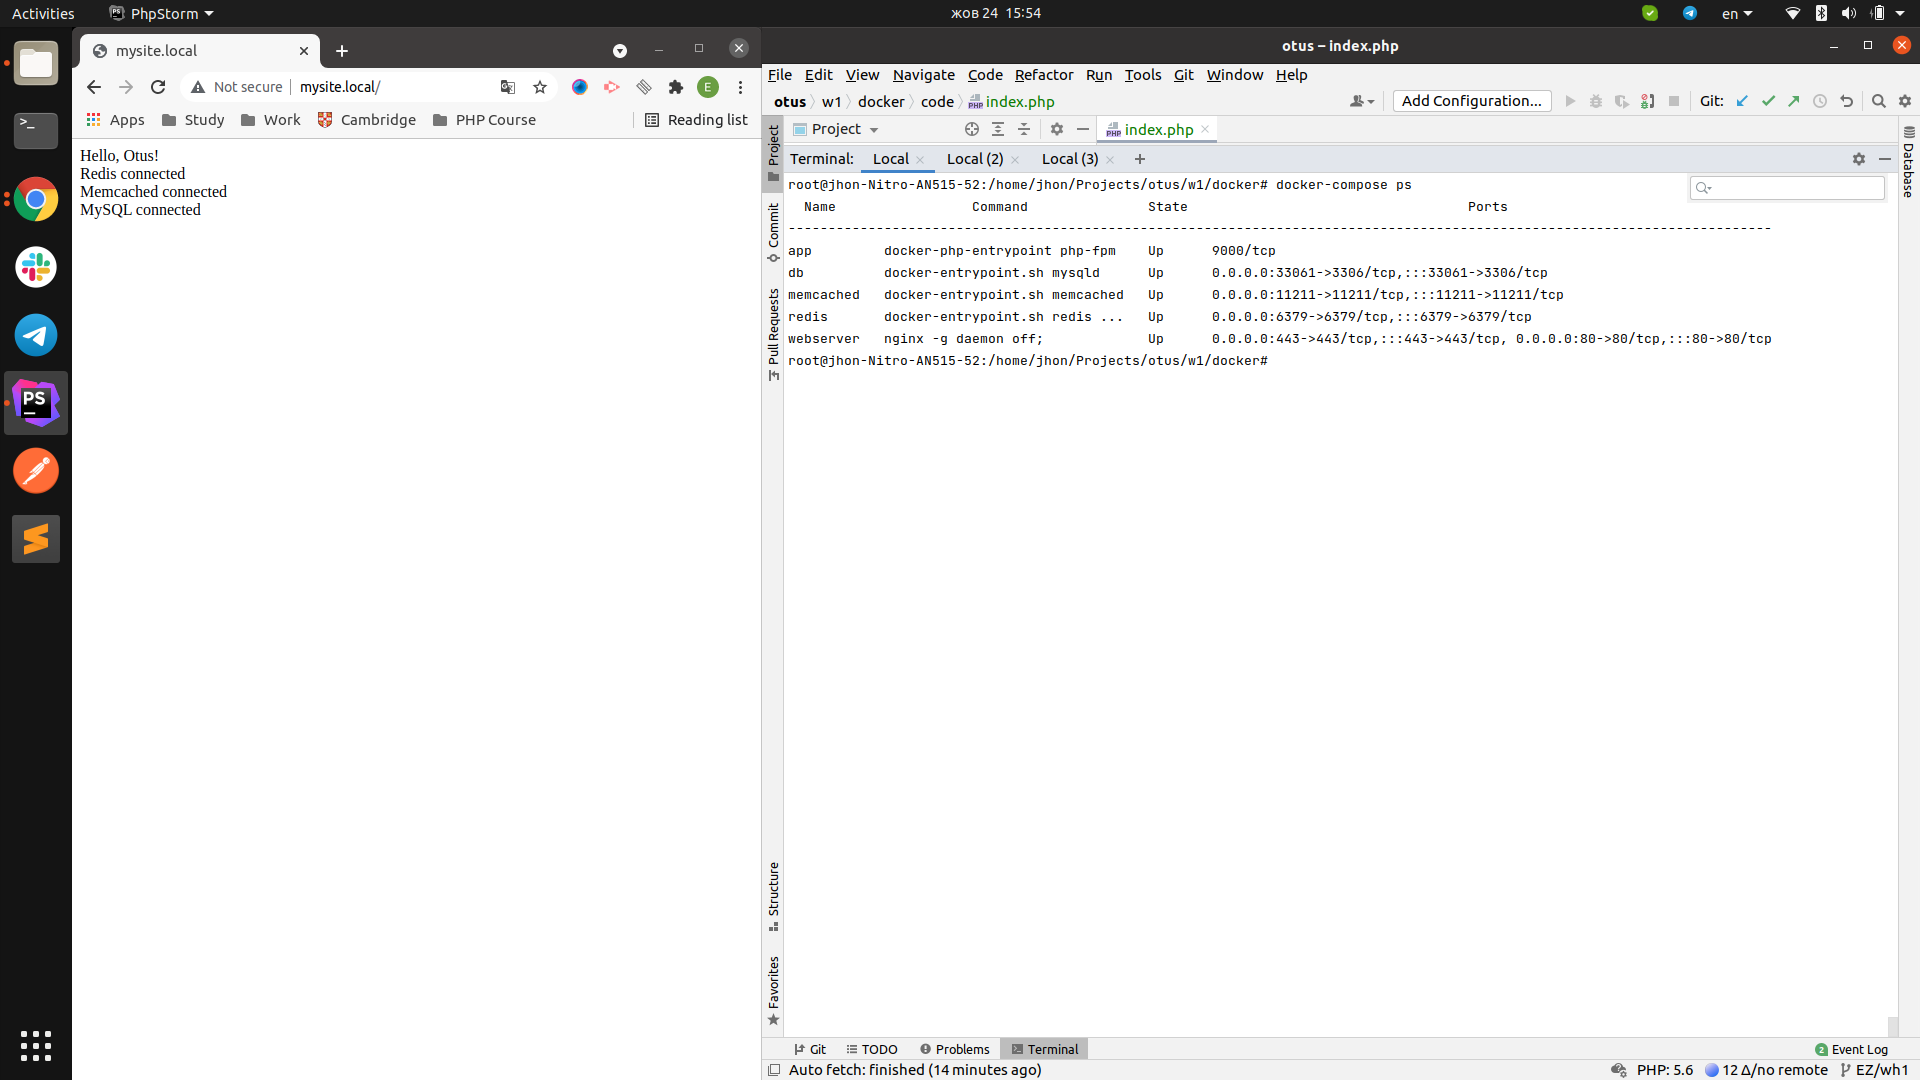 Activities
PhpStorm
жов 24 15:54
en
mysite.local
Not secure
mysite.local/
E
Apps
Study
Work
Cambridge
PHP Course
Reading list
Hello, Otus!
Redis connected
Memcached connected
MySQL connected
otus – index.php
File Edit View Navigate Code Refactor Run Tools Git Window Help
otus w1 docker code index.php
Add Configuration...
Git:
Project
index.php
Terminal: Local Local (2) Local (3)
root@jhon-Nitro-AN515-52:/home/jhon/Projects/otus/w1/docker# docker-compose ps
Name Command State Ports
---------------------------------------------------------------------------------------------------------------------------
app docker-php-entrypoint php-fpm Up 9000/tcp
db docker-entrypoint.sh mysqld Up 0.0.0.0:33061->3306/tcp,:::33061->3306/tcp
memcached docker-entrypoint.sh memcached Up 0.0.0.0:11211->11211/tcp,:::11211->11211/tcp
redis docker-entrypoint.sh redis ... Up 0.0.0.0:6379->6379/tcp,:::6379->6379/tcp
webserver nginx -g daemon off; Up 0.0.0.0:443->443/tcp,:::443->443/tcp, 0.0.0.0:80->80/tcp,:::80->80/tcp
root@jhon-Nitro-AN515-52:/home/jhon/Projects/otus/w1/docker#
Project
Commit
Pull Requests
Structure
Favorites
Database
PS
Git
TODO
Problems
Terminal
2 Event Log
Auto fetch: finished (14 minutes ago)
PHP: 5.6
12 Δ/no remote
EZ/wh1